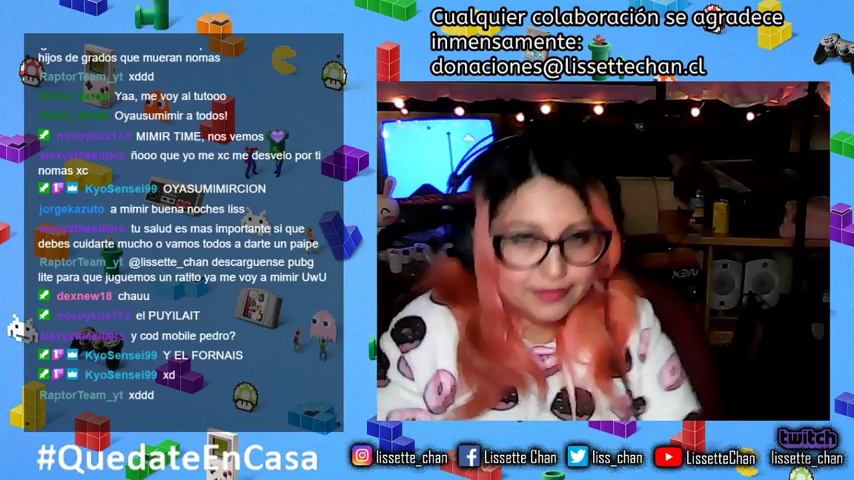 Cualquier colaboración se agradece
inmensamente:
donaciones@lissettechan.cl
hijos de grados que mueran nomas
RaptorTeam_yt xddd
Yaa, me voy al tutooo
Oyausumimir a todos!
nosoyluis173 MIMIR TIME, nos vemos
alexyzthekillers ñooo que yo me xc me desvelo por ti
nomas xc
KyoSensei99 OYASUMIMIRCION
jorgekazuto a mimir buena noches liss
alexyzthekillers tu salud es mas importante si que
debes cuidarte mucho o vamos todos a darte un paipe
RaptorTeam_yt @lissette_chan descarguense pubg
lite para que juguemos un ratito ya me voy a mimir UwU
dexnew18 chauu
nosoyluis173 el PUYILAIT
alexyzthekillers y cod mobile pedro?
KyoSensei99 Y EL FORNAIS
KyoSensei99 xd
RaptorTeam_yt xddd
#QuedateEnCasa
lissette_chan
Lissette Chan
liss_chan
LissetteChan
twitch
lissette_chan